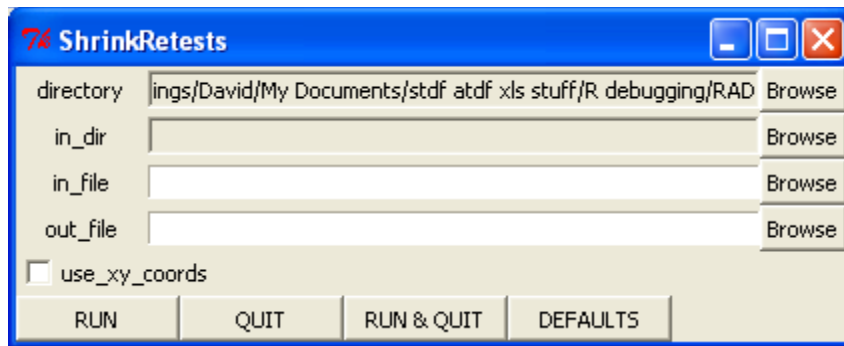 7% ShrinkRetests
directory ings/David/My Documents/stdf atdf xls stuff/R debugging/RAD Browse
in_dir Browse
in_file Browse
out_file Browse
use_xy_coords
RUN QUIT RUN & QUIT DEFAULTS